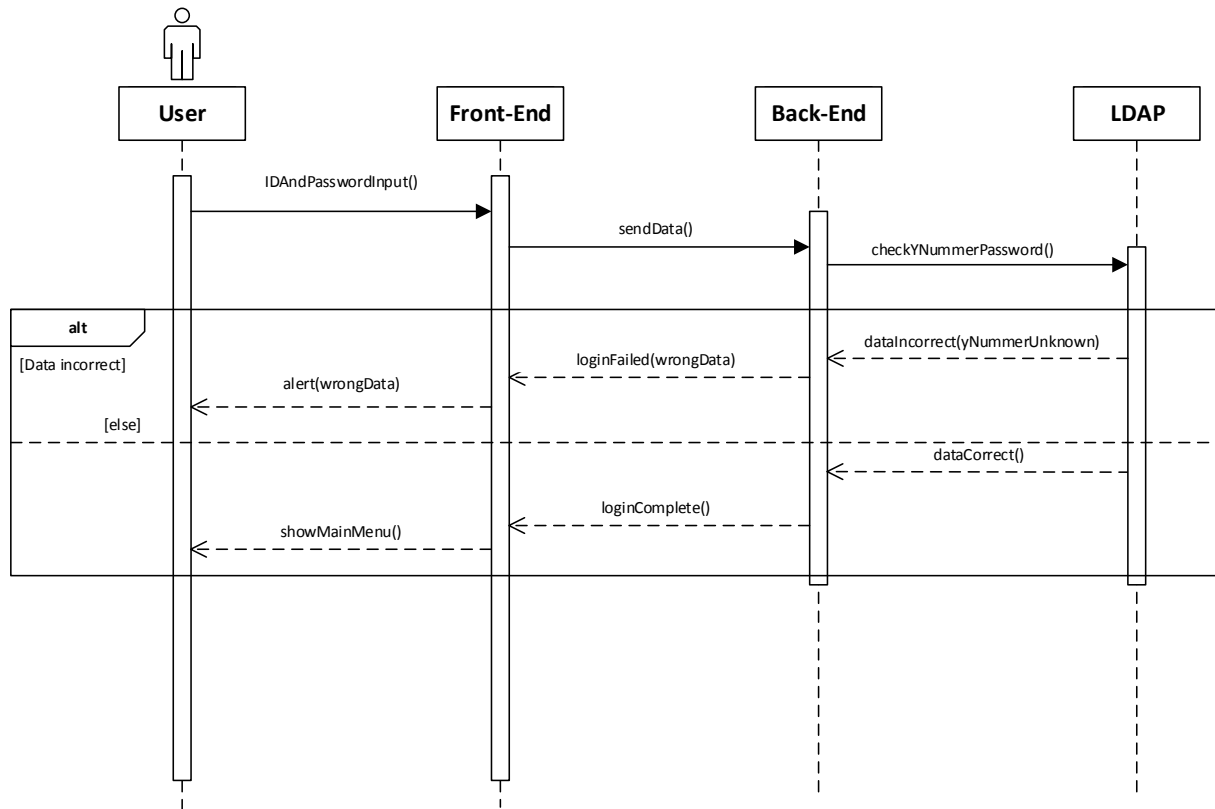 User
Front-End
Back-End
LDAP
IDAndPasswordInput()
sendData()
checkYNummerPassword()
alt
[Data incorrect]
dataIncorrect(yNummerUnknown)
loginFailed(wrongData)
alert(wrongData)
[else]
dataCorrect()
loginComplete()
showMainMenu()